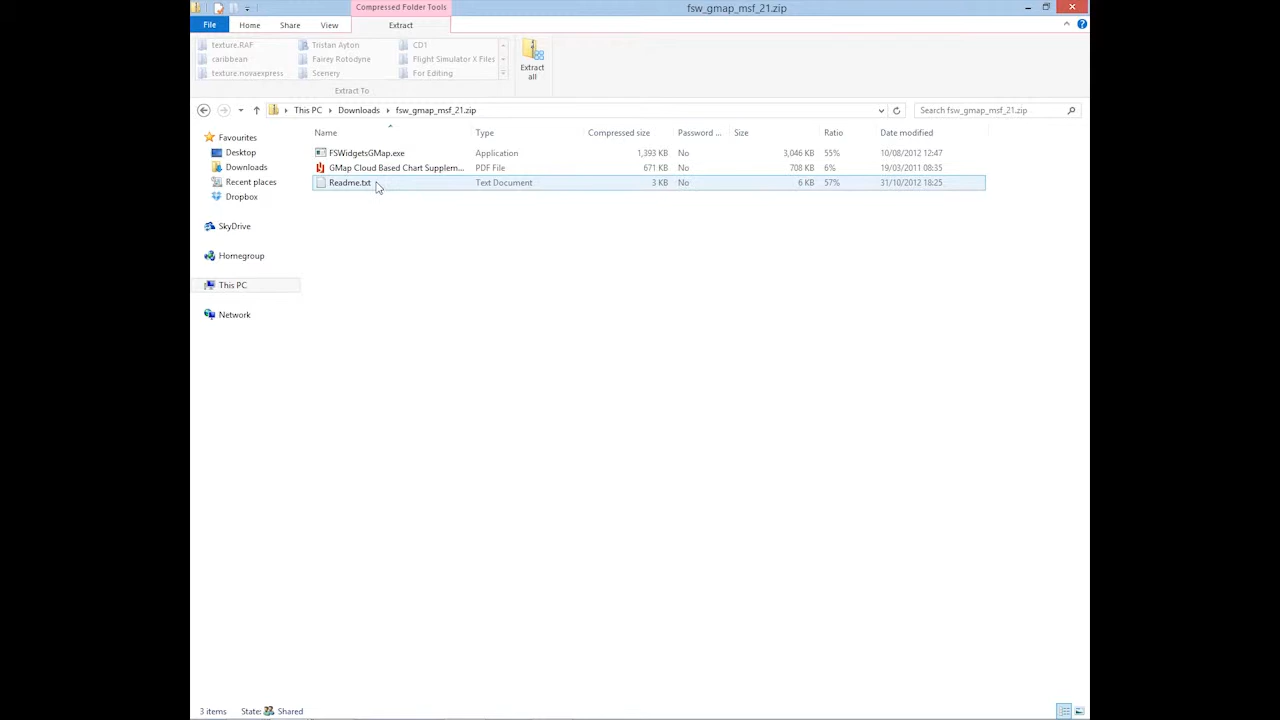 Compressed Folder Tools
fsw_gmap_msf_21.zip
File Home Share View Extract
texture.RAF Tristan Ayton CD1
caribbean Fairey Rotodyne Flight Simulator X Files
texture.novaexpress Scenery For Editing
Extract all
Extract To
This PC Downloads fsw_gmap_msf_21.zip Search fsw_gmap_msf_21.zip
Name Type Compressed size Password ... Size Ratio Date modified
FSWidgetsGMap.exe Application 1,393 KB No 3,046 KB 55% 10/08/2012 12:47
GMap Cloud Based Chart Supplem... PDF File 671 KB No 708 KB 6% 19/03/2011 08:35
Readme.txt Text Document 3 KB No 6 KB 57% 31/10/2012 18:25
Favourites
Desktop
Downloads
Recent places
Dropbox
SkyDrive
Homegroup
This PC
Network
3 items State: Shared